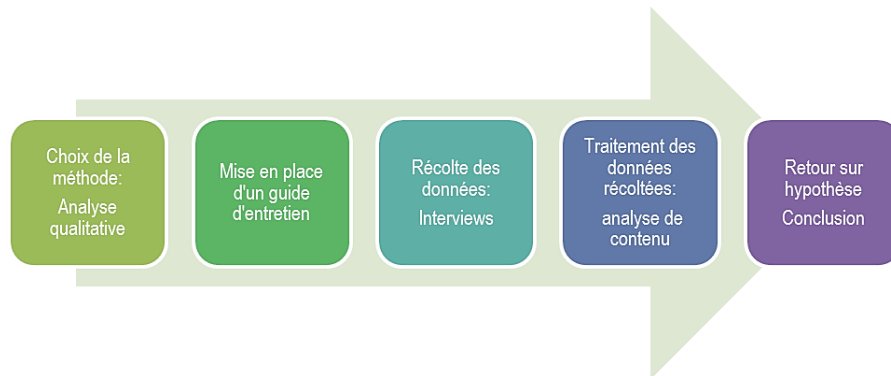 Choix de la
méthode:
Analyse
qualitative
Mise en place
d'un guide
d'entretien
Récolte des
données:
Interviews
Traitement des
données
récoltées:
analyse de
contenu
Retour sur
hypothèse
Conclusion